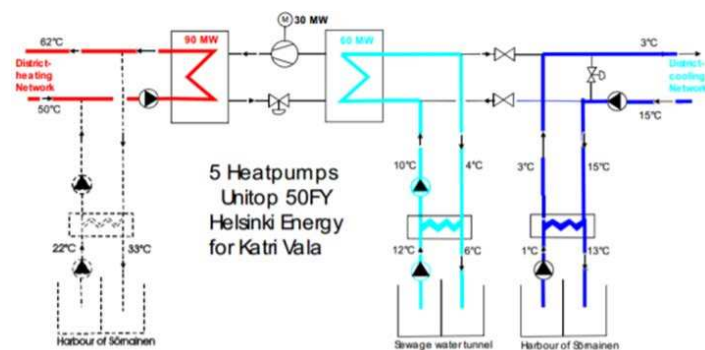 M 30 MW
62°C
90 MW
60 MW
3°C
District-
heating
Network
District-
cooling
Network
50°C
15°C
5 Heatpumps
Unitop 50FY
Helsinki Energy
for Katri Vala
10°C
4°C
3°C
15°C
22°C
33°C
12°C
6°C
1°C
13°C
Harbour of Sörnainen
Sewage water tunnel
Harbour of Sörnainen